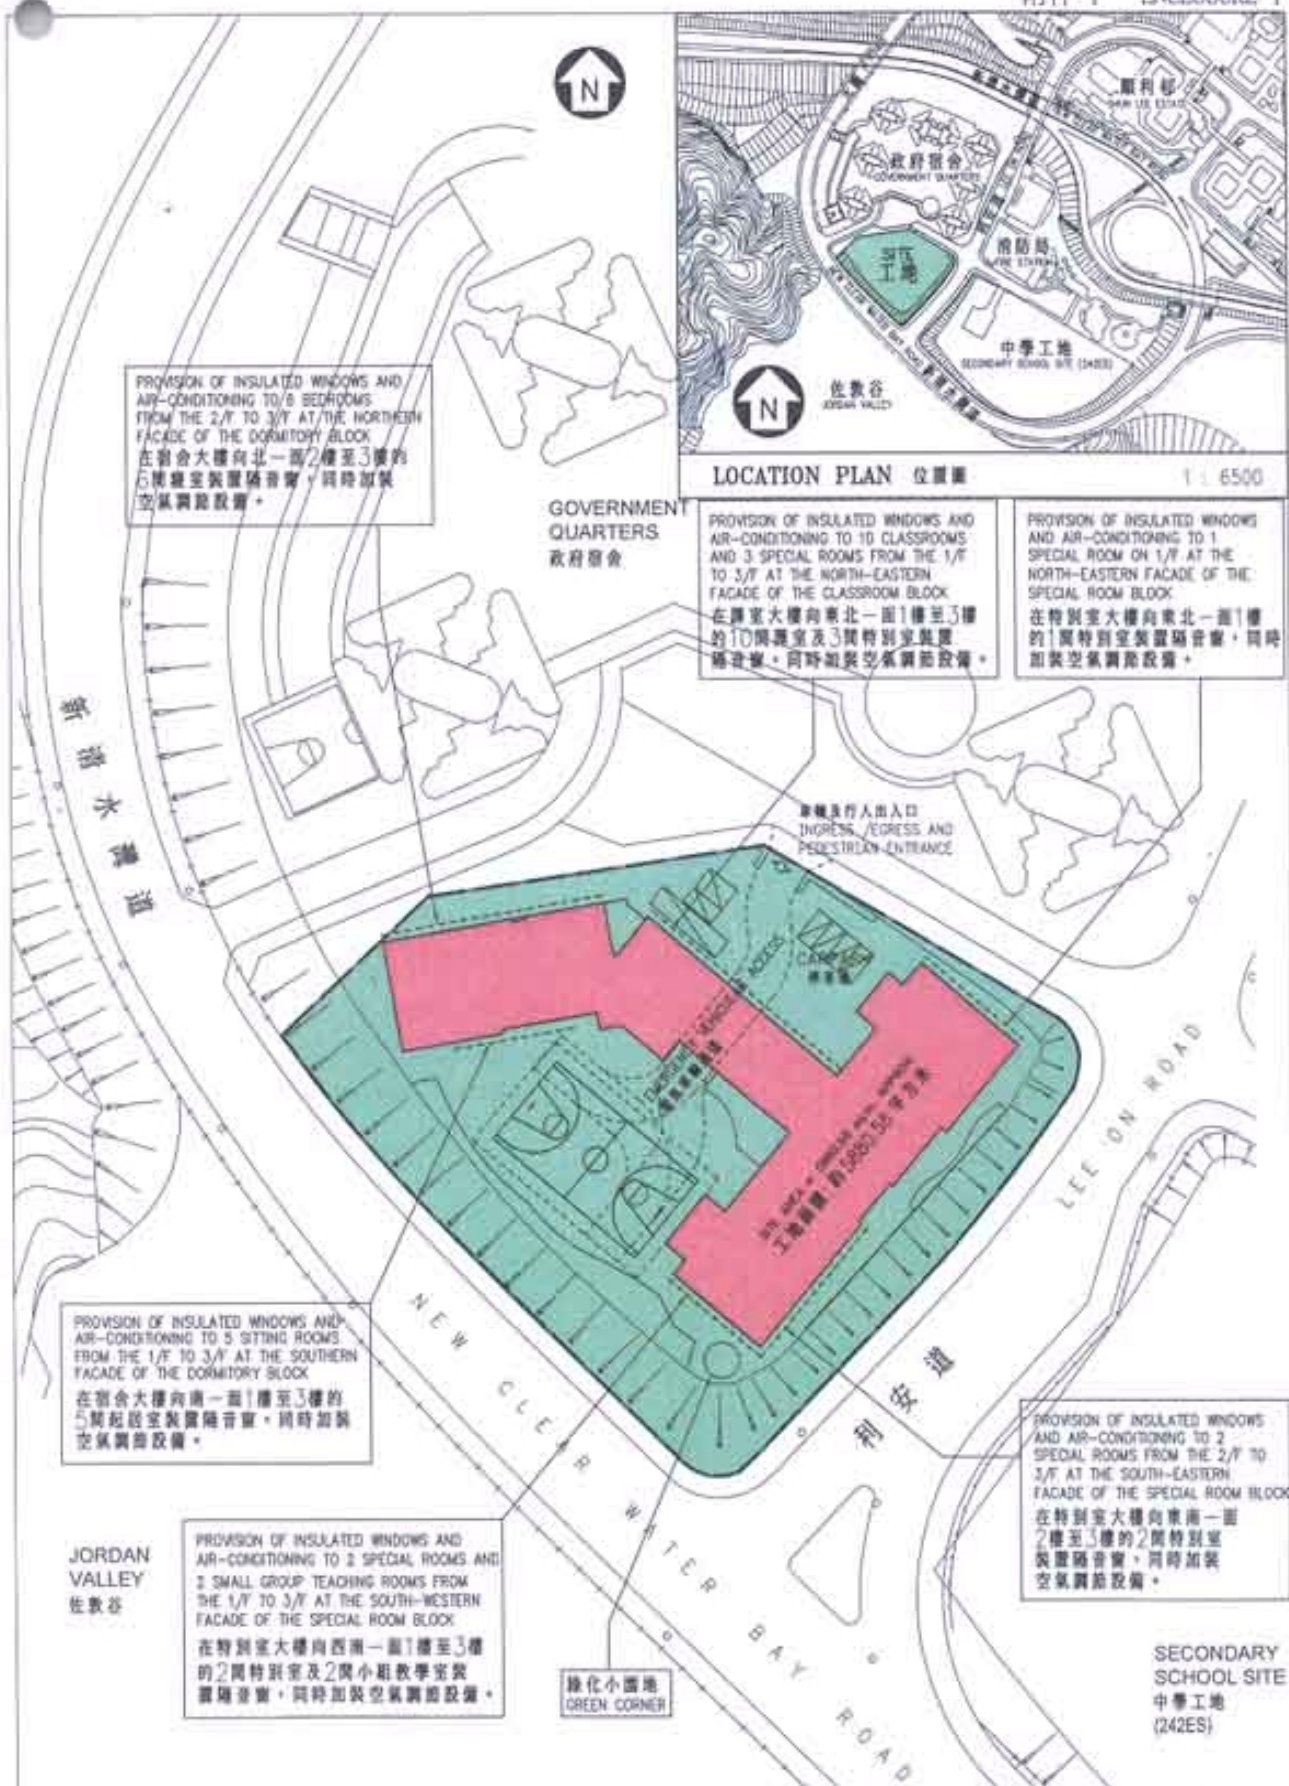 N
順利邨
SHUN LEE ESTATE
政府宿舍
GOVERNMENT QUARTERS
SITE
工地
消防局
FIRE STATION
中學工地
SECONDARY SCHOOL SITE (242ES)
N
佐敦谷
JORDAN VALLEY
LOCATION PLAN 位置圖
1 : 6500
PROVISION OF INSULATED WINDOWS AND
AIR-CONDITIONING TO 6 BEDROOMS
FROM THE 2/F TO 3/F AT THE NORTHERN
FACADE OF THE DORMITORY BLOCK
在宿舍大樓向北一面2樓至3樓的
6間寢室裝置隔音窗，同時加裝
空氣調節設備。
GOVERNMENT
QUARTERS
政府宿舍
PROVISION OF INSULATED WINDOWS AND
AIR-CONDITIONING TO 10 CLASSROOMS
AND 3 SPECIAL ROOMS FROM THE 1/F
TO 3/F AT THE NORTH-EASTERN
FACADE OF THE CLASSROOM BLOCK
在課室大樓向東北一面1樓至3樓
的10間課室及3間特別室裝置
隔音窗，同時加裝空氣調節設備。
PROVISION OF INSULATED WINDOWS
AND AIR-CONDITIONING TO 1
SPECIAL ROOM ON 1/F AT THE
NORTH-EASTERN FACADE OF THE
SPECIAL ROOM BLOCK
在特別室大樓向東北一面1樓
的1間特別室裝置隔音窗，同時
加裝空氣調節設備。
新清水灣道
車輛及行人出入口
INGRESS /EGRESS AND
PEDESTRIAN ENTRANCE
CARPARK
停車場
EMERGENCY VEHICULAR ACCESS
SITE AREA
工地面積：約5880.55平方米
LEE ON ROAD
利安道
NEW CLEAR WATER BAY ROAD
PROVISION OF INSULATED WINDOWS AND
AIR-CONDITIONING TO 5 SITTING ROOMS
FROM THE 1/F TO 3/F AT THE SOUTHERN
FACADE OF THE DORMITORY BLOCK
在宿舍大樓向南一面1樓至3樓的
5間起居室裝置隔音窗，同時加裝
空氣調節設備。
PROVISION OF INSULATED WINDOWS
AND AIR-CONDITIONING TO 2
SPECIAL ROOMS FROM THE 2/F TO
3/F AT THE SOUTH-EASTERN
FACADE OF THE SPECIAL ROOM BLOCK
在特別室大樓向東南一面
2樓至3樓的2間特別室
裝置隔音窗，同時加裝
空氣調節設備。
JORDAN
VALLEY
佐敦谷
PROVISION OF INSULATED WINDOWS AND
AIR-CONDITIONING TO 2 SPECIAL ROOMS AND
2 SMALL GROUP TEACHING ROOMS FROM
THE 1/F TO 3/F AT THE SOUTH-WESTERN
FACADE OF THE SPECIAL ROOM BLOCK
在特別室大樓向西南一面1樓至3樓
的2間特別室及2間小組教學室裝
置隔音窗，同時加裝空氣調節設備。
綠化小園地
GREEN CORNER
SECONDARY
SCHOOL SITE
中學工地
(242ES)